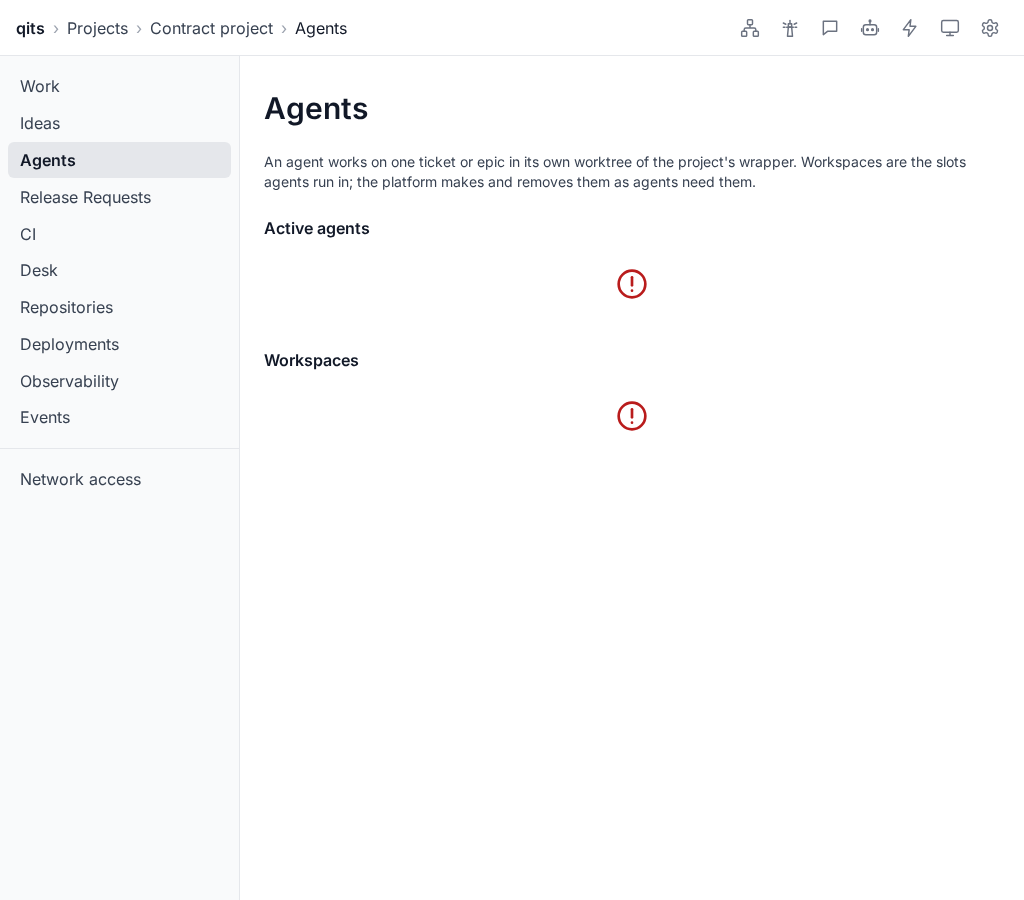 qits › Projects › Contract project › Agents
Work
Ideas
Agents
Release Requests
CI
Desk
Repositories
Deployments
Observability
Events
Network access
Agents
An agent works on one ticket or epic in its own worktree of the project's wrapper. Workspaces are the slots
agents run in; the platform makes and removes them as agents need them.
Active agents
Workspaces